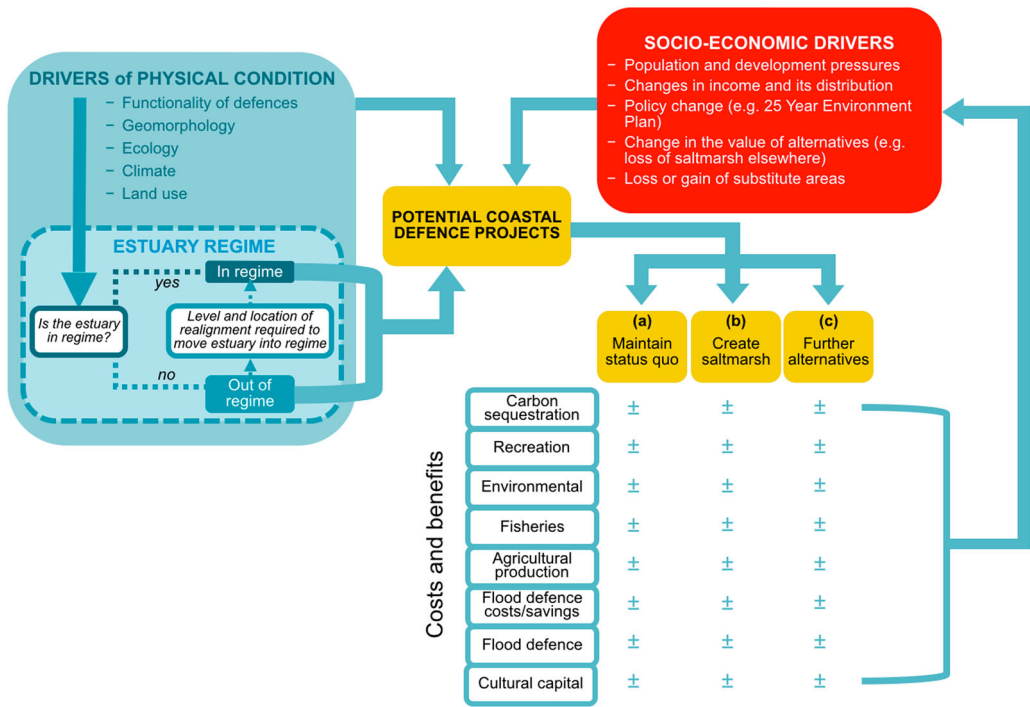 DRIVERS of PHYSICAL CONDITION
− Functionality of defences
− Geomorphology
− Ecology
− Climate
− Land use
ESTUARY REGIME
yes
In regime
Is the estuary
in regime?
Level and location of
realignment required to
move estuary into regime
no
Out of
regime
SOCIO-ECONOMIC DRIVERS
− Population and development pressures
− Changes in income and its distribution
− Policy change (e.g. 25 Year Environment
Plan)
− Change in the value of alternatives (e.g.
loss of saltmarsh elsewhere)
− Loss or gain of substitute areas
POTENTIAL COASTAL
DEFENCE PROJECTS
(a)
Maintain
status quo
(b)
Create
saltmarsh
(c)
Further
alternatives
Costs and benefits
Carbon
sequestration
± ± ±
Recreation
± ± ±
Environmental
± ± ±
Fisheries
± ± ±
Agricultural
production
± ± ±
Flood defence
costs/savings
± ± ±
Flood defence
± ± ±
Cultural capital
± ± ±